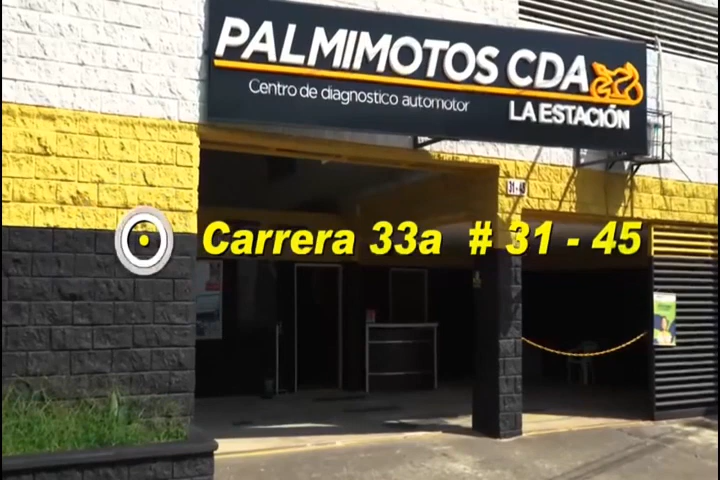 PALMIMOTOS CDA
Centro de diagnostico automotor
LA ESTACIÓN
31-45
Carrera 33a # 31 - 45